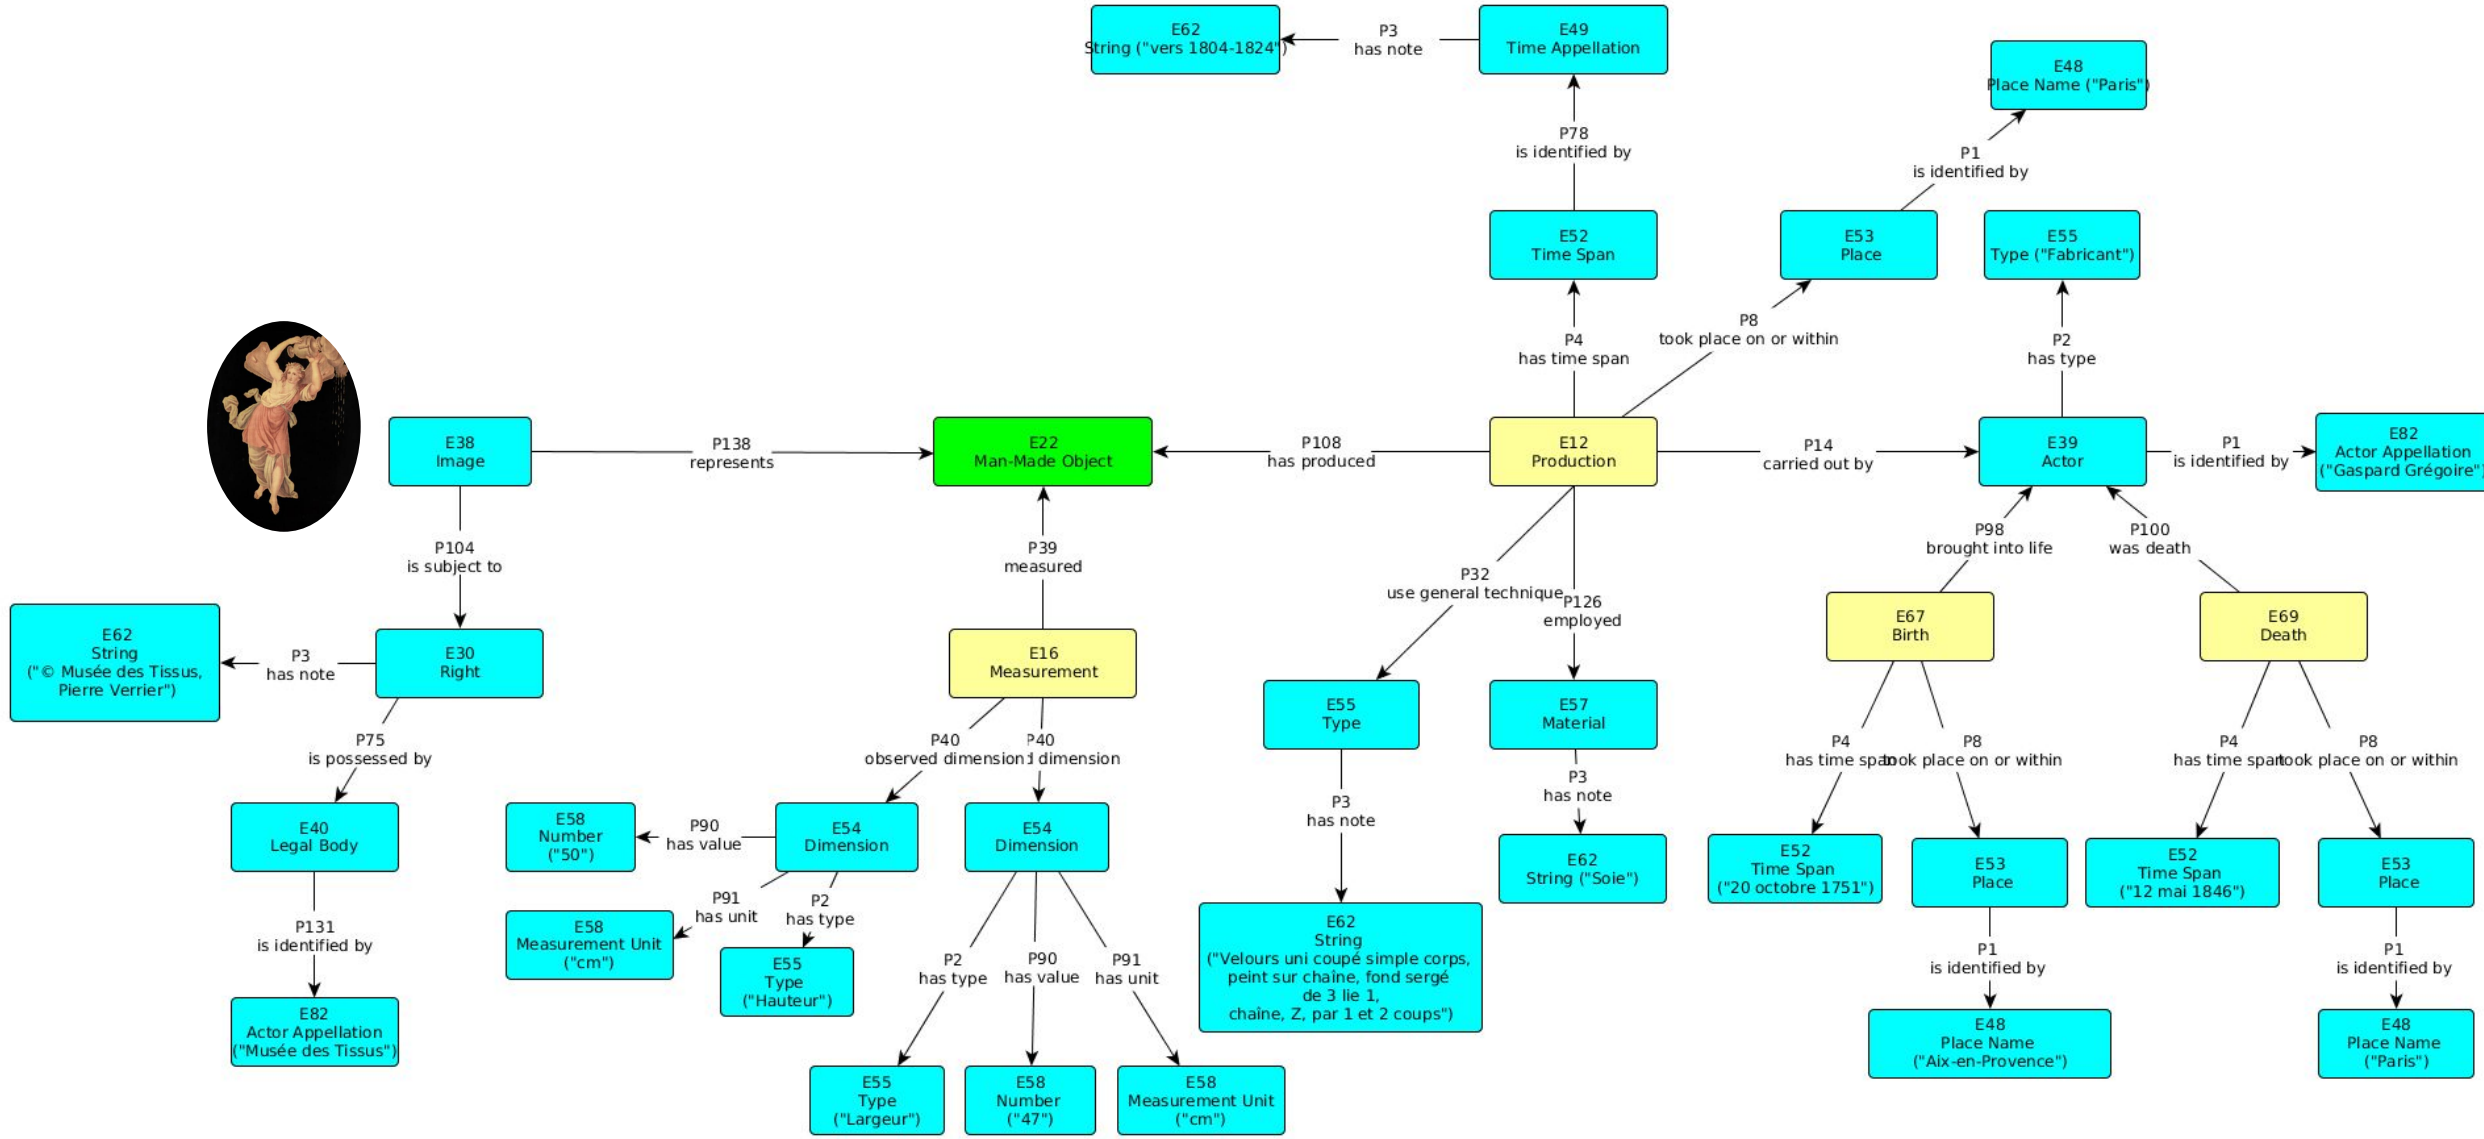 E62
String ("vers 1804-1824")
P3
has note
E49
Time Appellation
E48
Place Name ("Paris")
P78
is identified by
P1
is identified by
E52
Time Span
E53
Place
E55
Type ("Fabricant")
P4
has time span
P8
took place on or within
P2
has type
E38
Image
P138
represents
E22
Man-Made Object
P108
has produced
E12
Production
P14
carried out by
E39
Actor
P1
is identified by
E82
Actor Appellation
("Gaspard Grégoire")
P104
is subject to
P39
measured
P32
use general technique
P126
employed
P98
brought into life
P100
was death
E62
String
("© Musée des Tissus,
Pierre Verrier")
P3
has note
E30
Right
E16
Measurement
E67
Birth
E69
Death
E55
Type
E57
Material
P75
is possessed by
P40
observed dimension
P40
d dimension
P3
has note
P3
has note
P4
has time span
P8
took place on or within
P4
has time span
P8
took place on or within
E40
Legal Body
E58
Number
("50")
P90
has value
E54
Dimension
E54
Dimension
E62
String ("Soie")
E52
Time Span
("20 octobre 1751")
E53
Place
E52
Time Span
("12 mai 1846")
E53
Place
P91
has unit
P2
has type
E58
Measurement Unit
("cm")
E55
Type
("Hauteur")
P131
is identified by
P2
has type
P90
has value
P91
has unit
E62
String
("Velours uni coupé simple corps,
peint sur chaîne, fond sergé
de 3 lie 1,
chaîne, Z, par 1 et 2 coups")
P1
is identified by
P1
is identified by
E82
Actor Appellation
("Musée des Tissus")
E55
Type
("Largeur")
E58
Number
("47")
E58
Measurement Unit
("cm")
E48
Place Name
("Aix-en-Provence")
E48
Place Name
("Paris")